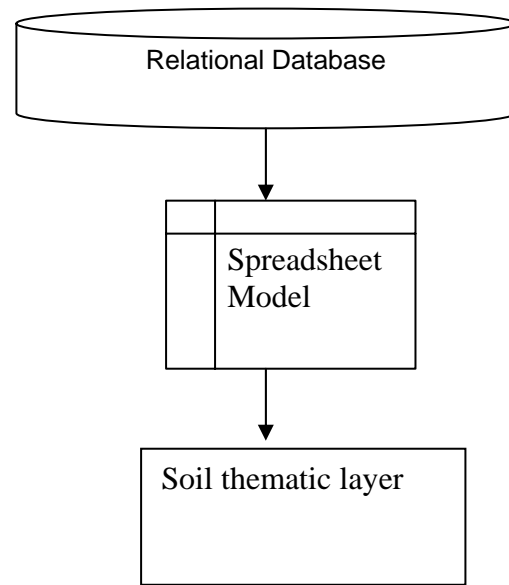 Relational Database
Spreadsheet
Model
Soil thematic layer